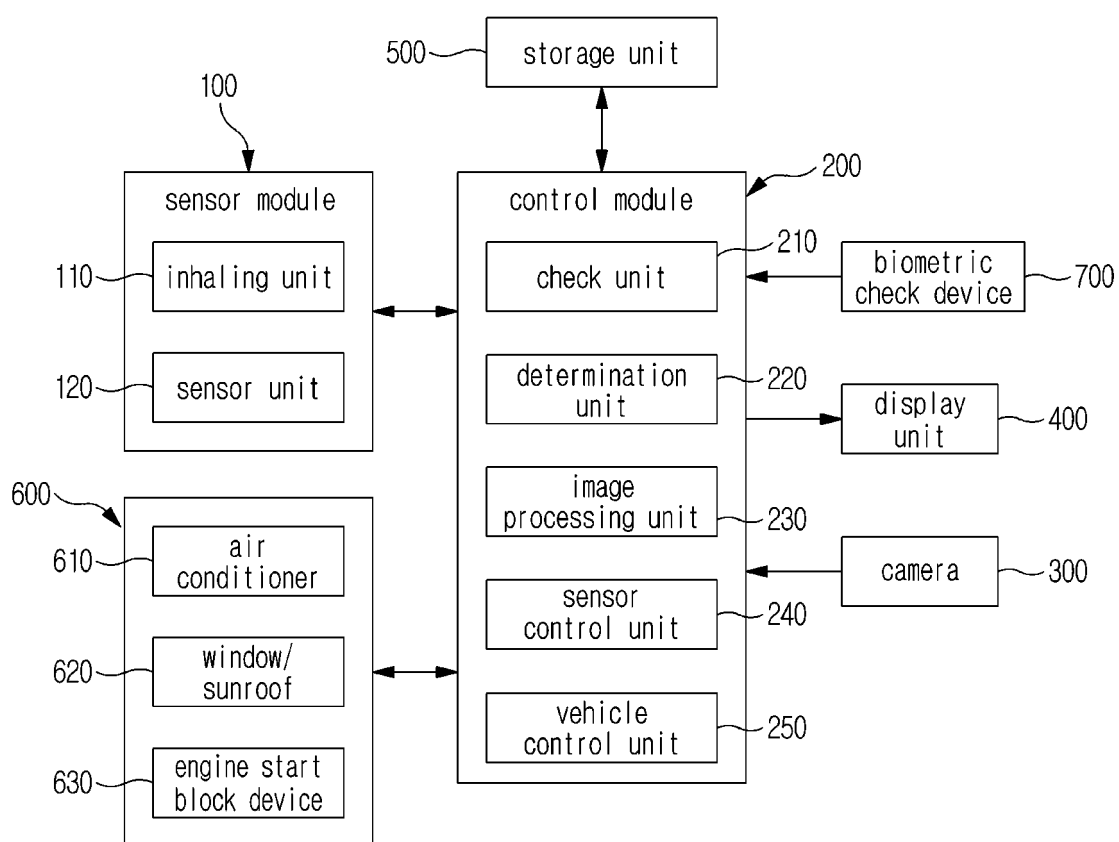 500
storage unit
100
sensor module
110
inhaling unit
120
sensor unit
600
610
air
conditioner
620
window/
sunroof
630
engine start
block device
200
control module
210
check unit
220
determination
unit
230
image
processing unit
240
sensor
control unit
250
vehicle
control unit
biometric
check device
700
display
unit
400
camera
300